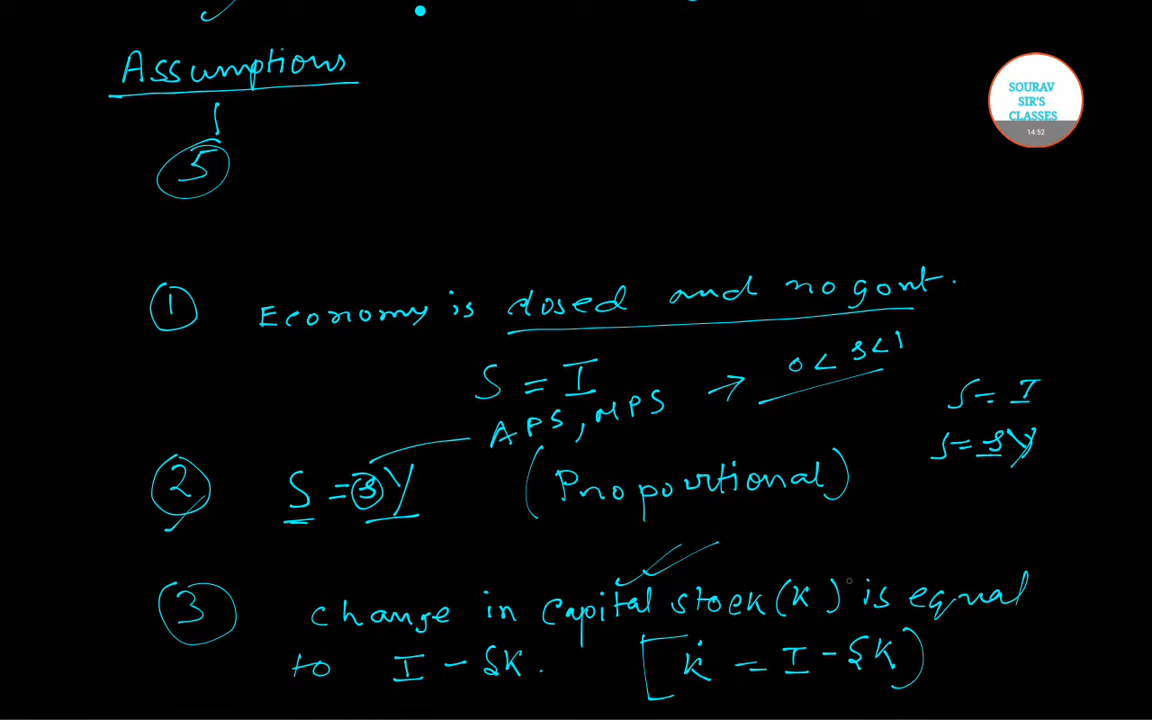 Assumptions
5
SOURAV
SIR'S
CLASSES
14:52
1 Economy is closed and no govt.
S = I
APS, MPS → 0 < s < 1
S = I
S = sY
2 S = sY (Proportional)
3 change in capital stock (K) is equal
to I - δK. [K̇ = I - δK)